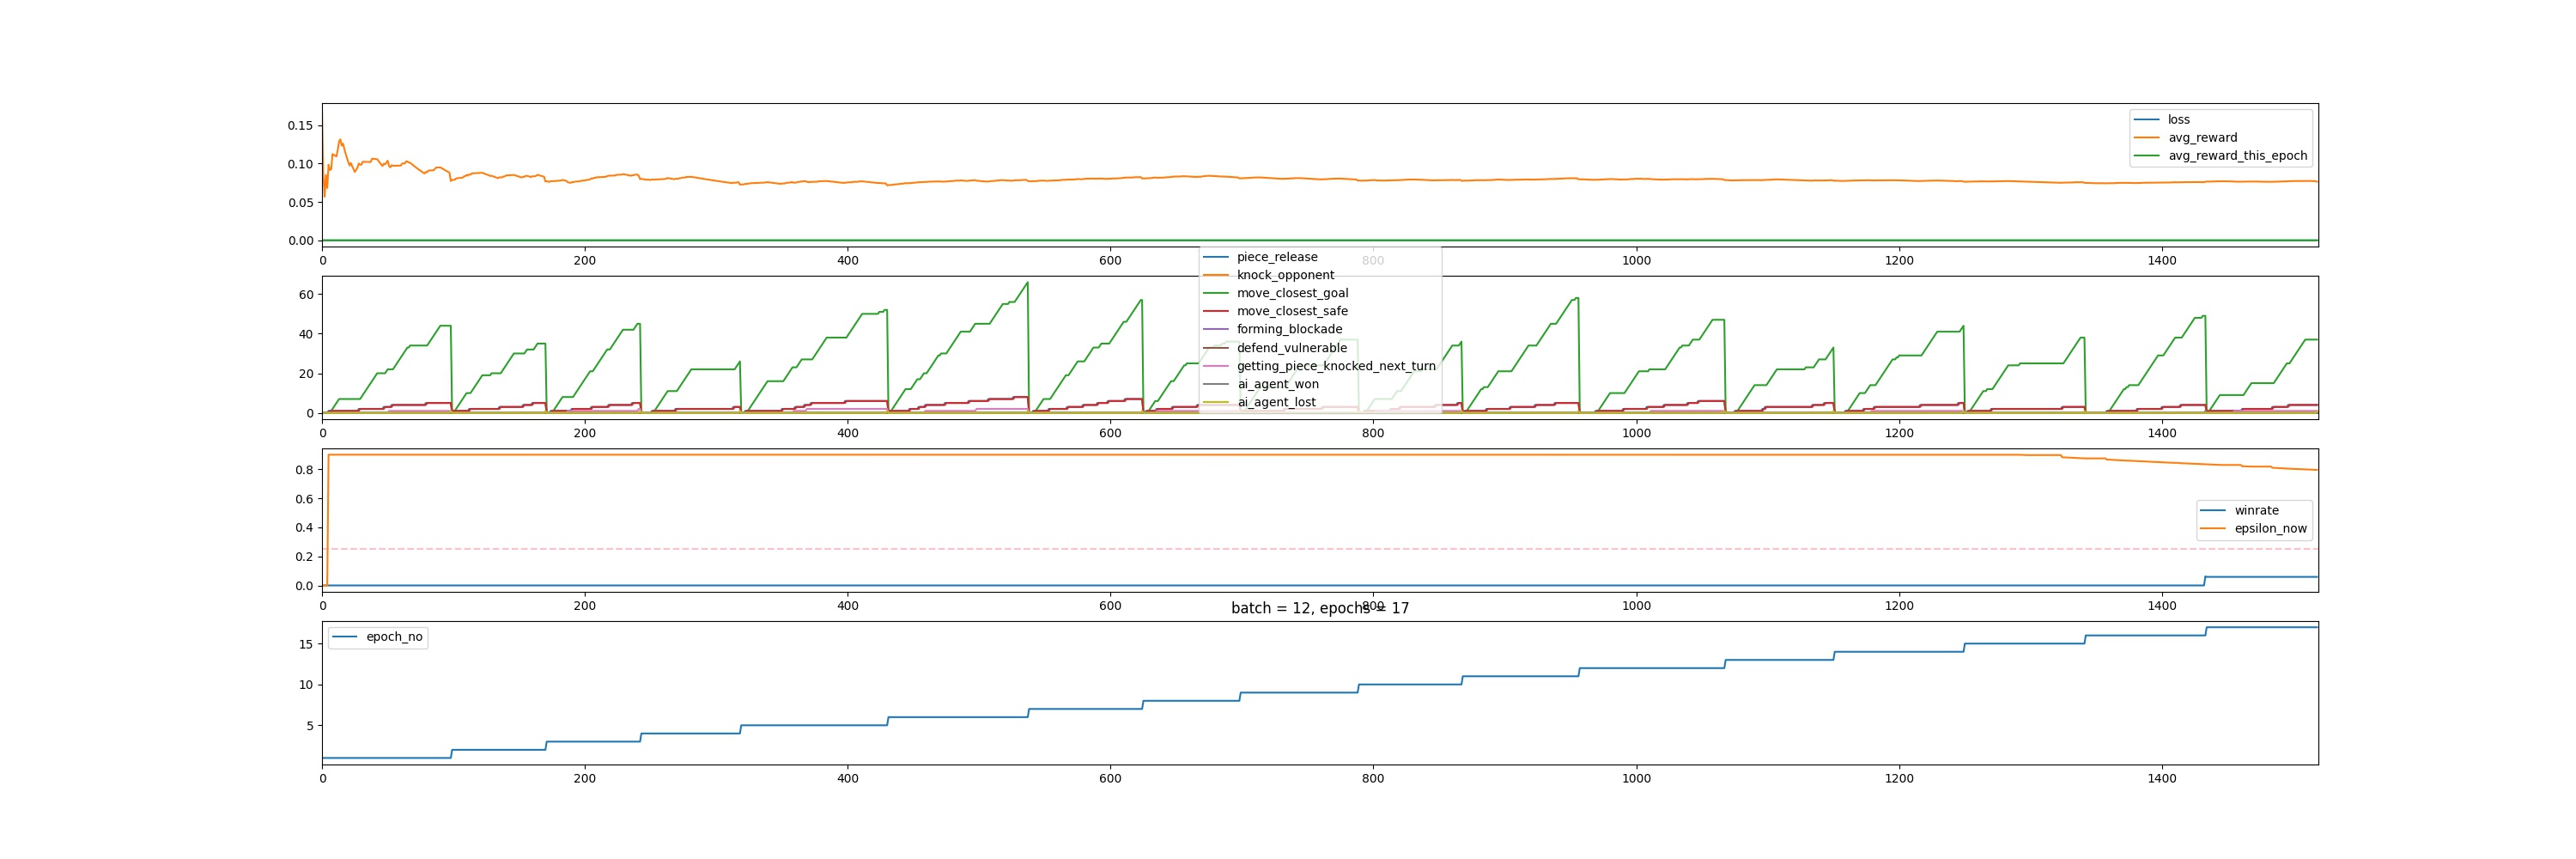 0.15
0.10
0.05
0.00
loss
avg_reward
avg_reward_this_epoch
0 200 400 600 800 1000 1200 1400
60
40
20
0
piece_release
knock_opponent
move_closest_goal
move_closest_safe
forming_blockade
defend_vulnerable
getting_piece_knocked_next_turn
ai_agent_won
ai_agent_lost
0 200 400 600 800 1000 1200 1400
0.8
0.6
0.4
0.2
0.0
winrate
epsilon_now
0 200 400 600 800 1000 1200 1400
batch = 12, epochs = 17
15
10
5
epoch_no
0 200 400 600 800 1000 1200 1400